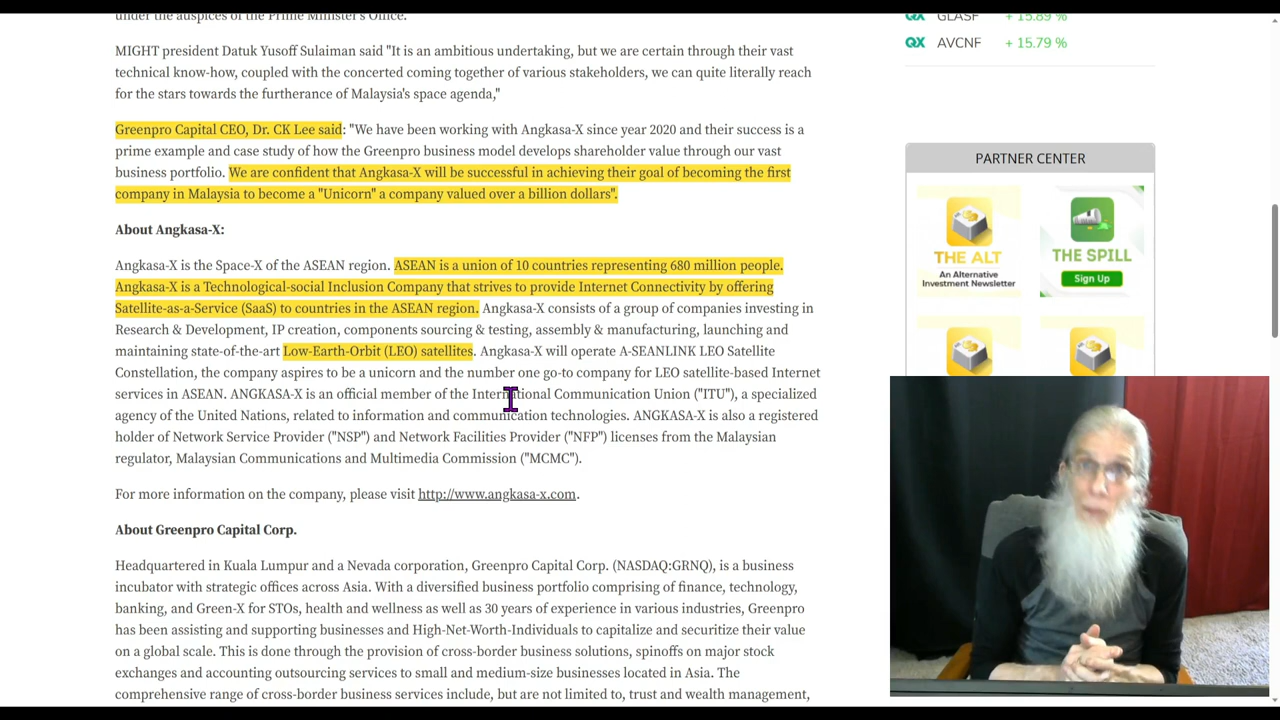 under the auspices of the Prime Minister's Office.
MIGHT president Datuk Yusoff Sulaiman said "It is an ambitious undertaking, but we are certain through their vast
technical know-how, coupled with the concerted coming together of various stakeholders, we can quite literally reach
for the stars towards the furtherance of Malaysia's space agenda,"
Greenpro Capital CEO, Dr. CK Lee said: "We have been working with Angkasa-X since year 2020 and their success is a
prime example and case study of how the Greenpro business model develops shareholder value through our vast
business portfolio. We are confident that Angkasa-X will be successful in achieving their goal of becoming the first
company in Malaysia to become a "Unicorn" a company valued over a billion dollars".
About Angkasa-X:
Angkasa-X is the Space-X of the ASEAN region. ASEAN is a union of 10 countries representing 680 million people.
Angkasa-X is a Technological-social Inclusion Company that strives to provide Internet Connectivity by offering
Satellite-as-a-Service (SaaS) to countries in the ASEAN region. Angkasa-X consists of a group of companies investing in
Research & Development, IP creation, components sourcing & testing, assembly & manufacturing, launching and
maintaining state-of-the-art Low-Earth-Orbit (LEO) satellites. Angkasa-X will operate A-SEANLINK LEO Satellite
Constellation, the company aspires to be a unicorn and the number one go-to company for LEO satellite-based Internet
services in ASEAN. ANGKASA-X is an official member of the International Communication Union ("ITU"), a specialized
agency of the United Nations, related to information and communication technologies. ANGKASA-X is also a registered
holder of Network Service Provider ("NSP") and Network Facilities Provider ("NFP") licenses from the Malaysian
regulator, Malaysian Communications and Multimedia Commission ("MCMC").
For more information on the company, please visit http://www.angkasa-x.com.
About Greenpro Capital Corp.
Headquartered in Kuala Lumpur and a Nevada corporation, Greenpro Capital Corp. (NASDAQ:GRNQ), is a business
incubator with strategic offices across Asia. With a diversified business portfolio comprising of finance, technology,
banking, and Green-X for STOs, health and wellness as well as 30 years of experience in various industries, Greenpro
has been assisting and supporting businesses and High-Net-Worth-Individuals to capitalize and securitize their value
on a global scale. This is done through the provision of cross-border business solutions, spinoffs on major stock
exchanges and accounting outsourcing services to small and medium-size businesses located in Asia. The
comprehensive range of cross-border business services include, but are not limited to, trust and wealth management,
QX GLASF + 15.89 %
QX AVCNF + 15.79 %
PARTNER CENTER
THE ALT
An Alternative
Investment Newsletter
THE SPILL
Sign Up